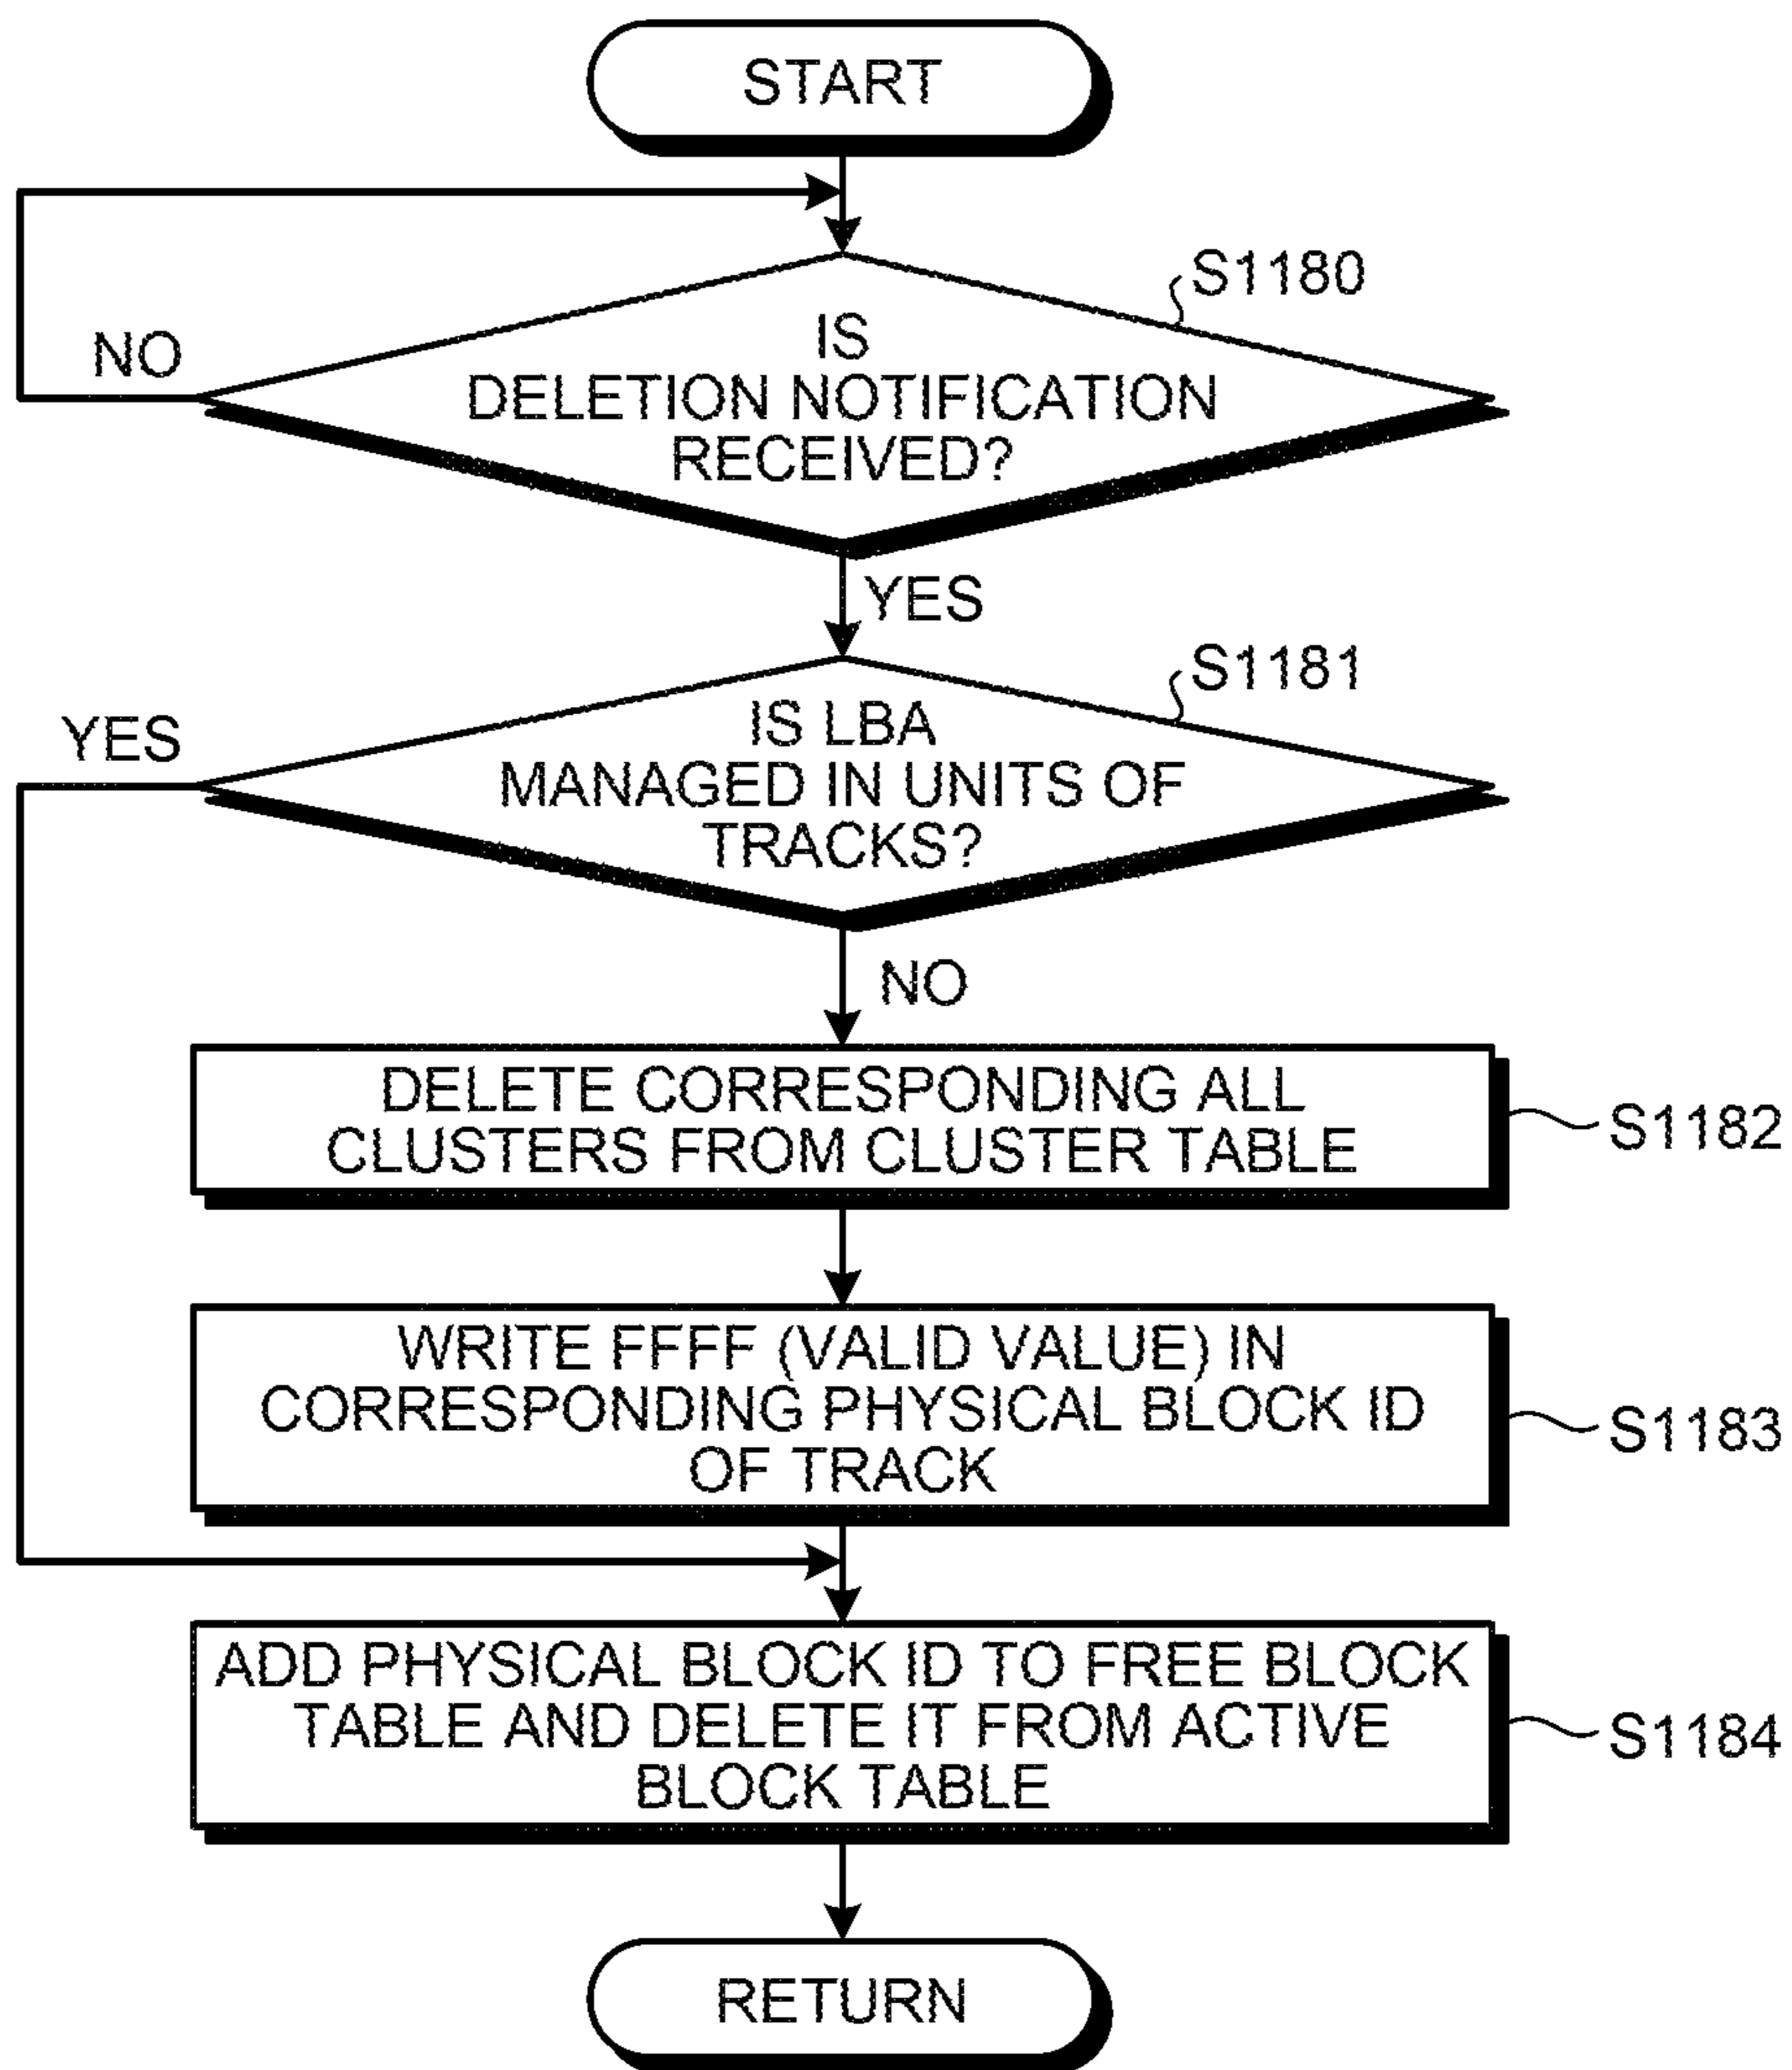 START
S1180
NO
IS
DELETION NOTIFICATION
RECEIVED?
YES
S1181
YES
IS LBA
MANAGED IN UNITS OF
TRACKS?
NO
DELETE CORRESPONDING ALL
CLUSTERS FROM CLUSTER TABLE
S1182
WRITE FFFF (VALID VALUE) IN
CORRESPONDING PHYSICAL BLOCK ID
OF TRACK
S1183
ADD PHYSICAL BLOCK ID TO FREE BLOCK
TABLE AND DELETE IT FROM ACTIVE
BLOCK TABLE
S1184
RETURN